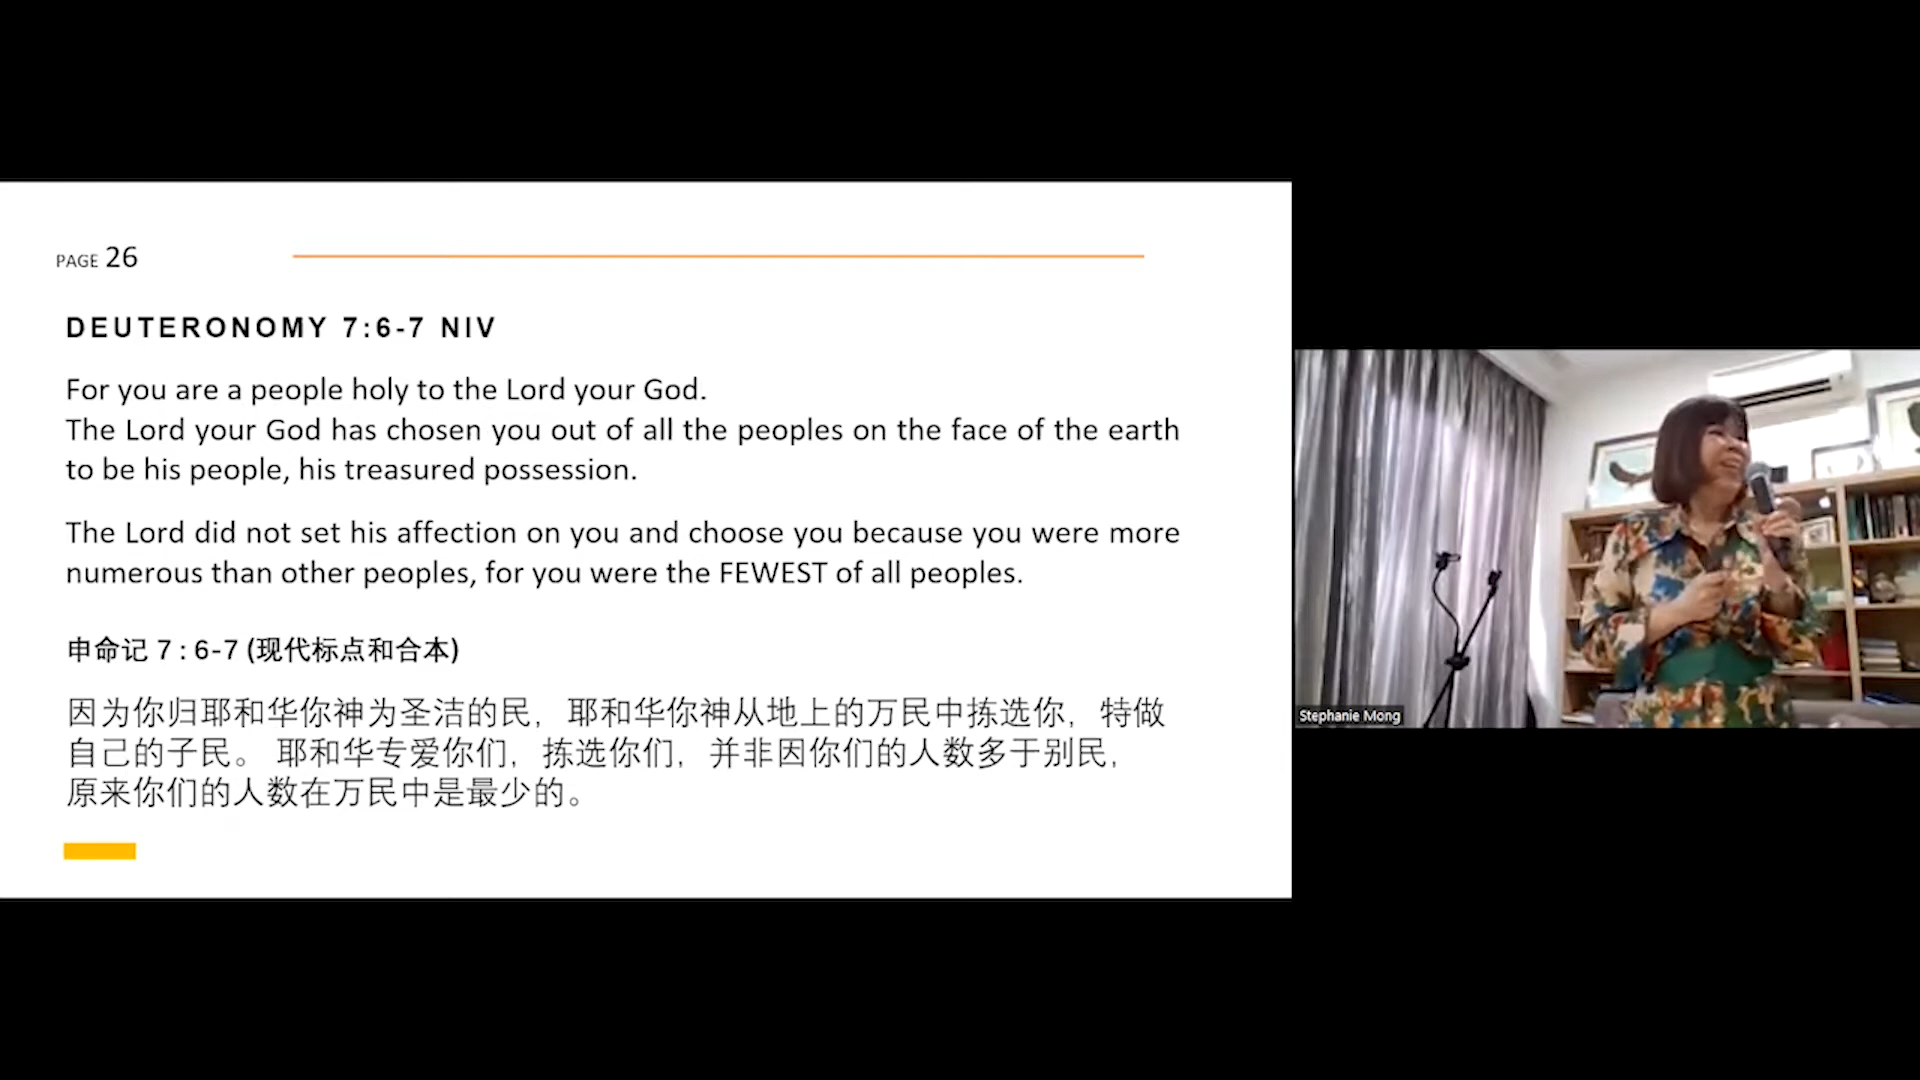 PAGE 26
DEUTERONOMY 7:6-7 NIV
For you are a people holy to the Lord your God.
The Lord your God has chosen you out of all the peoples on the face of the earth
to be his people, his treasured possession.
The Lord did not set his affection on you and choose you because you were more
numerous than other peoples, for you were the FEWEST of all peoples.
申命记 7 : 6-7 (现代标点和合本)
因为你归耶和华你神为圣洁的民，耶和华你神从地上的万民中拣选你，特做
自己的子民。 耶和华专爱你们，拣选你们，并非因你们的人数多于别民，
原来你们的人数在万民中是最少的。
Stephanie Mong